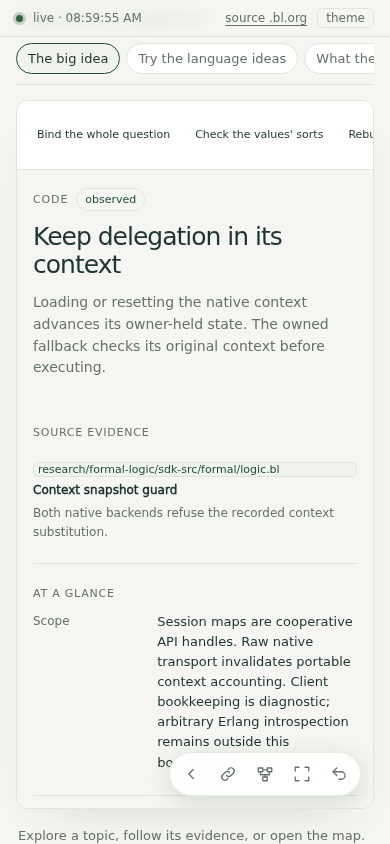 live · 08:59:55 AM
source .bl.org
theme
The big idea
Try the language ideas
What the
Bind the whole question
Check the values' sorts
Rebu
CODE
observed
Keep delegation in its
context
Loading or resetting the native context
advances its owner-held state. The owned
fallback checks its original context before
executing.
SOURCE EVIDENCE
research/formal-logic/sdk-src/formal/logic.bl
Context snapshot guard
Both native backends refuse the recorded context
substitution.
AT A GLANCE
Scope
Session maps are cooperative
API handles. Raw native
transport invalidates portable
context accounting. Client
bookkeeping is diagnostic;
arbitrary Erlang introspection
remains outside this
Explore a topic, follow its evidence, or open the map.